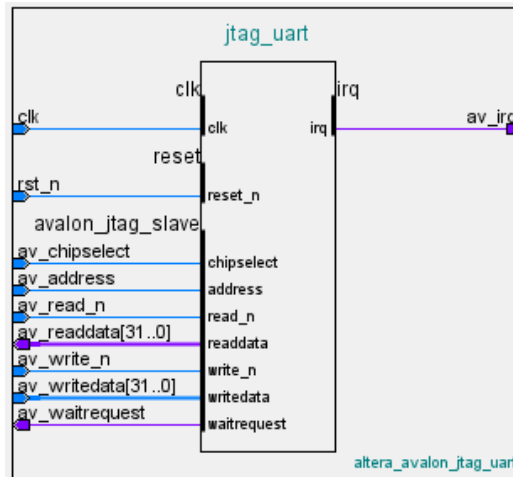 jtag_uart
clk irq
clk clk irq av_irq
reset
rst_n reset_n
avalon_jtag_slave
av_chipselect chipselect
av_address address
av_read_n read_n
av_readdata[31..0] readdata
av_write_n write_n
av_writedata[31..0] writedata
av_waitrequest waitrequest
altera_avalon_jtag_uart